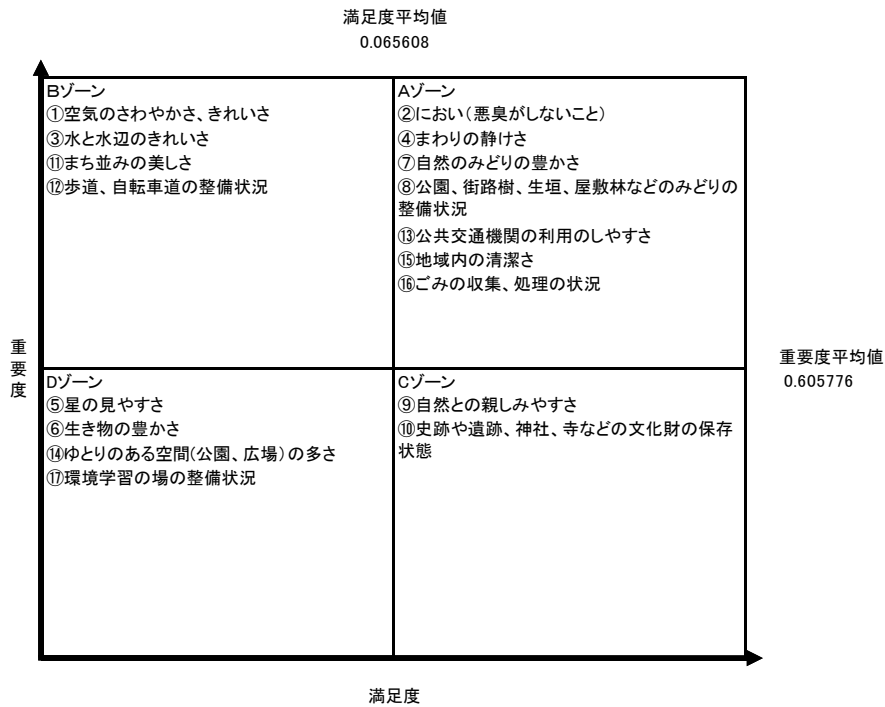 満足度平均値
0.065608
Bゾーン
①空気のさわやかさ、きれいさ
③水と水辺のきれいさ
⑪まち並みの美しさ
⑫歩道、自転車道の整備状況
Aゾーン
②におい(悪臭がしないこと)
④まわりの静けさ
⑦自然のみどりの豊かさ
⑧公園、街路樹、生垣、屋敷林などのみどりの
整備状況
⑬公共交通機関の利用のしやすさ
⑮地域内の清潔さ
⑯ごみの収集、処理の状況
重要度
重要度平均値
0.605776
Dゾーン
⑤星の見やすさ
⑥生き物の豊かさ
⑭ゆとりのある空間(公園、広場)の多さ
⑰環境学習の場の整備状況
Cゾーン
⑨自然との親しみやすさ
⑩史跡や遺跡、神社、寺などの文化財の保存
状態
満足度